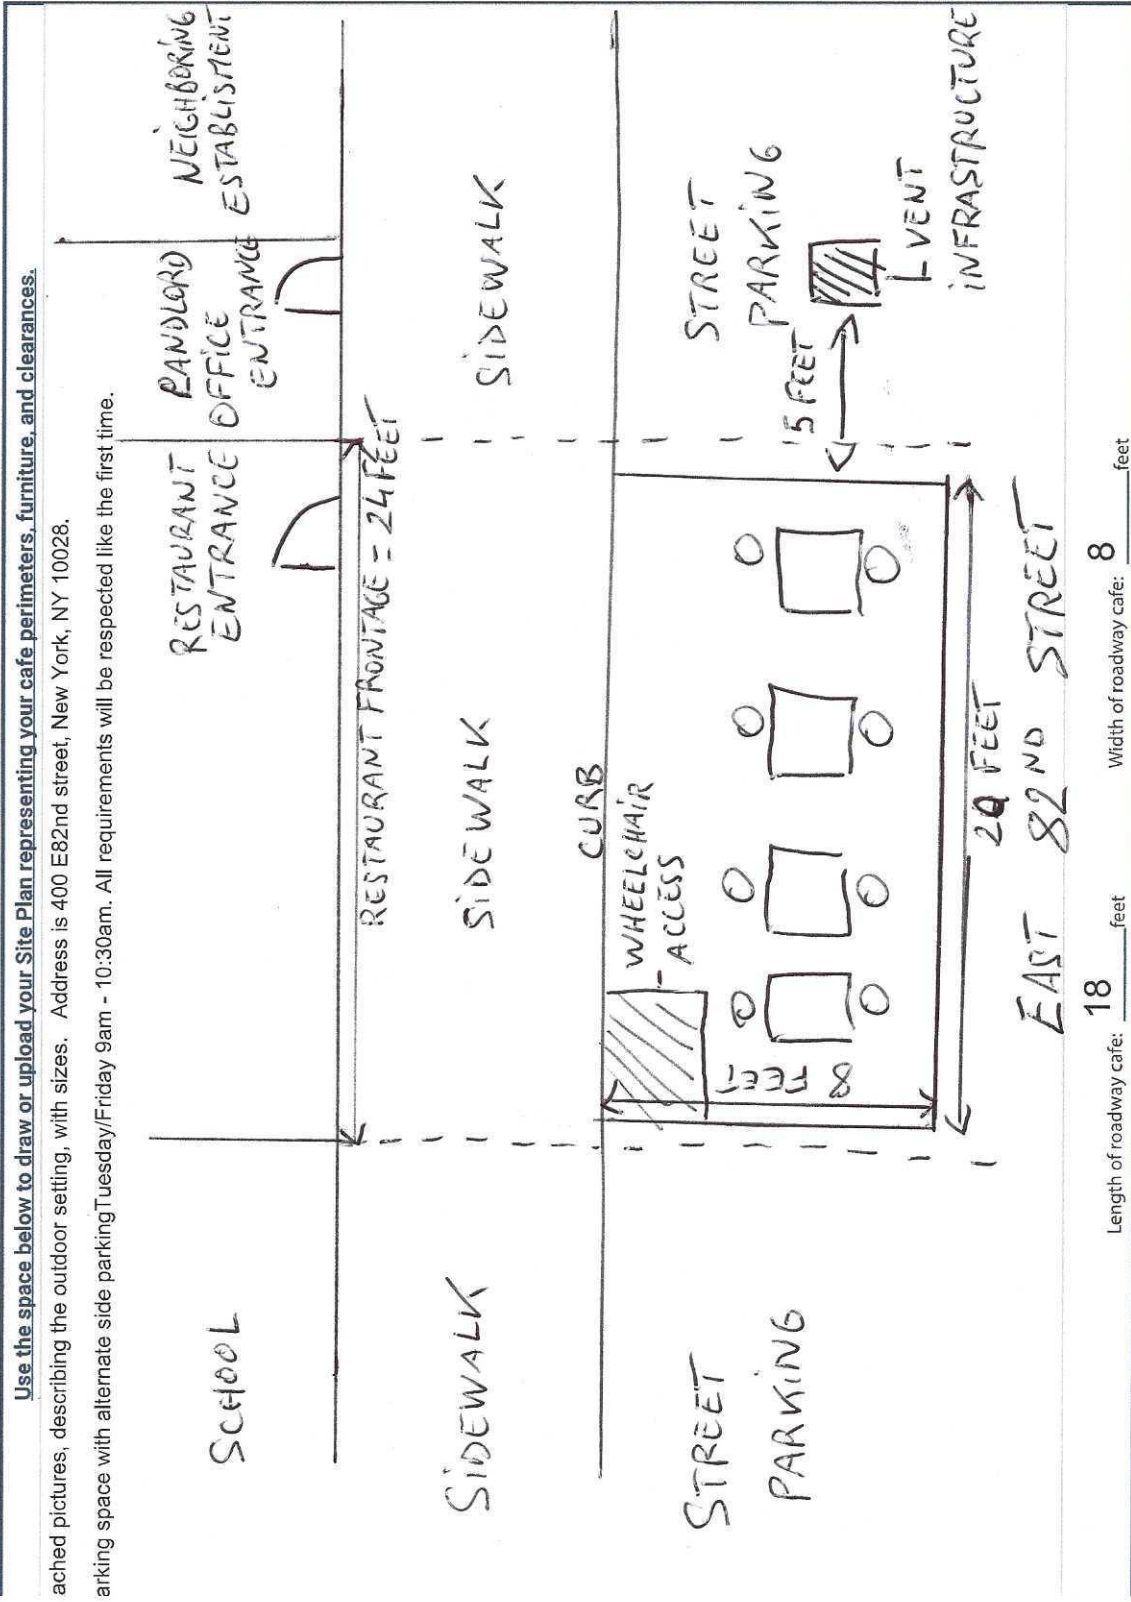 Use the space below to draw or upload your Site Plan representing your cafe perimeters, furniture, and clearances.
ached pictures, describing the outdoor setting, with sizes. Address is 400 E82nd street, New York, NY 10028.
arking space with alternate side parkingTuesday/Friday 9am - 10:30am. All requirements will be respected like the first time.
SCHOOL
RESTAURANT
ENTRANCE
LANDLORD
OFFICE
ENTRANCE
NEIGHBORING
ESTABLISMENT
RESTAURANT FRONTAGE = 24 FEET
SIDEWALK
SIDEWALK
SIDEWALK
CURB
WHEELCHAIR
ACCESS
8 FEET
STREET
PARKING
STREET
PARKING
5 FEET
VENT
INFRASTRUCTURE
FEET
EAST 82ND STREET
Length of roadway cafe: 18 feet
Width of roadway cafe: 8 feet